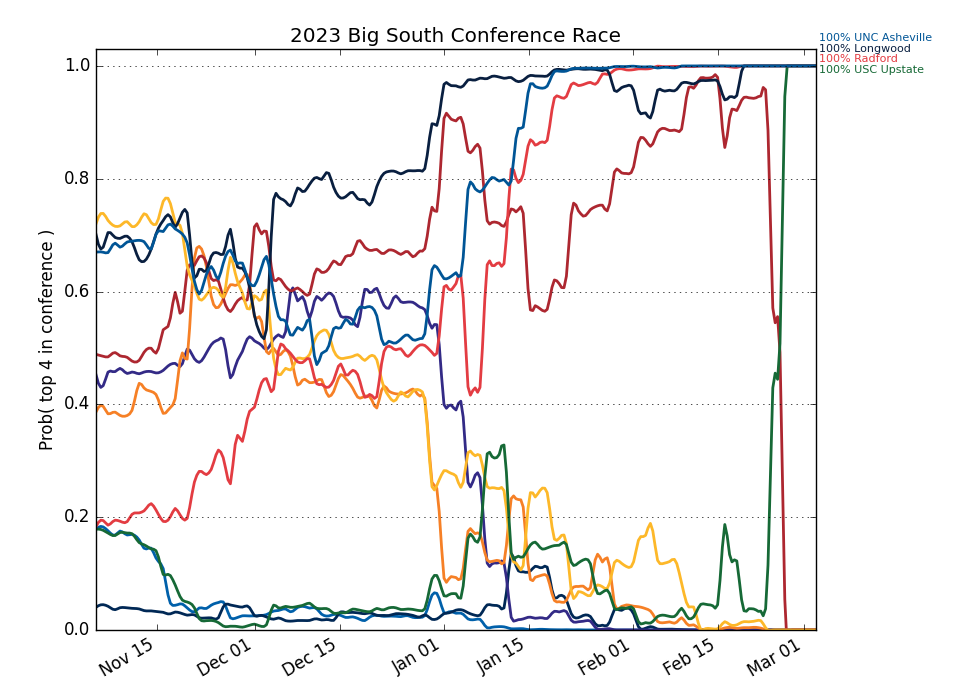 2023 Big South Conference Race
100% UNC Asheville
100% Longwood
100% Radford
100% USC Upstate
Prob( top 4 in conference )
1.0
0.8
0.6
0.4
0.2
0.0
Nov 15
Dec 01
Dec 15
Jan 01
Jan 15
Feb 01
Feb 15
Mar 01